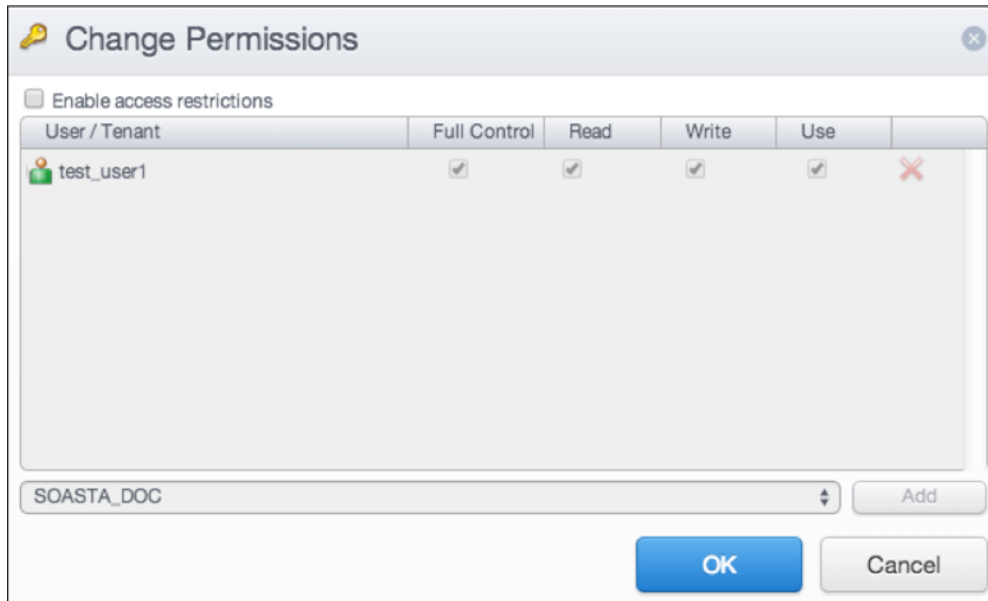 Change Permissions
Enable access restrictions
User / Tenant Full Control Read Write Use
test_user1
SOASTA_DOC Add
OK Cancel